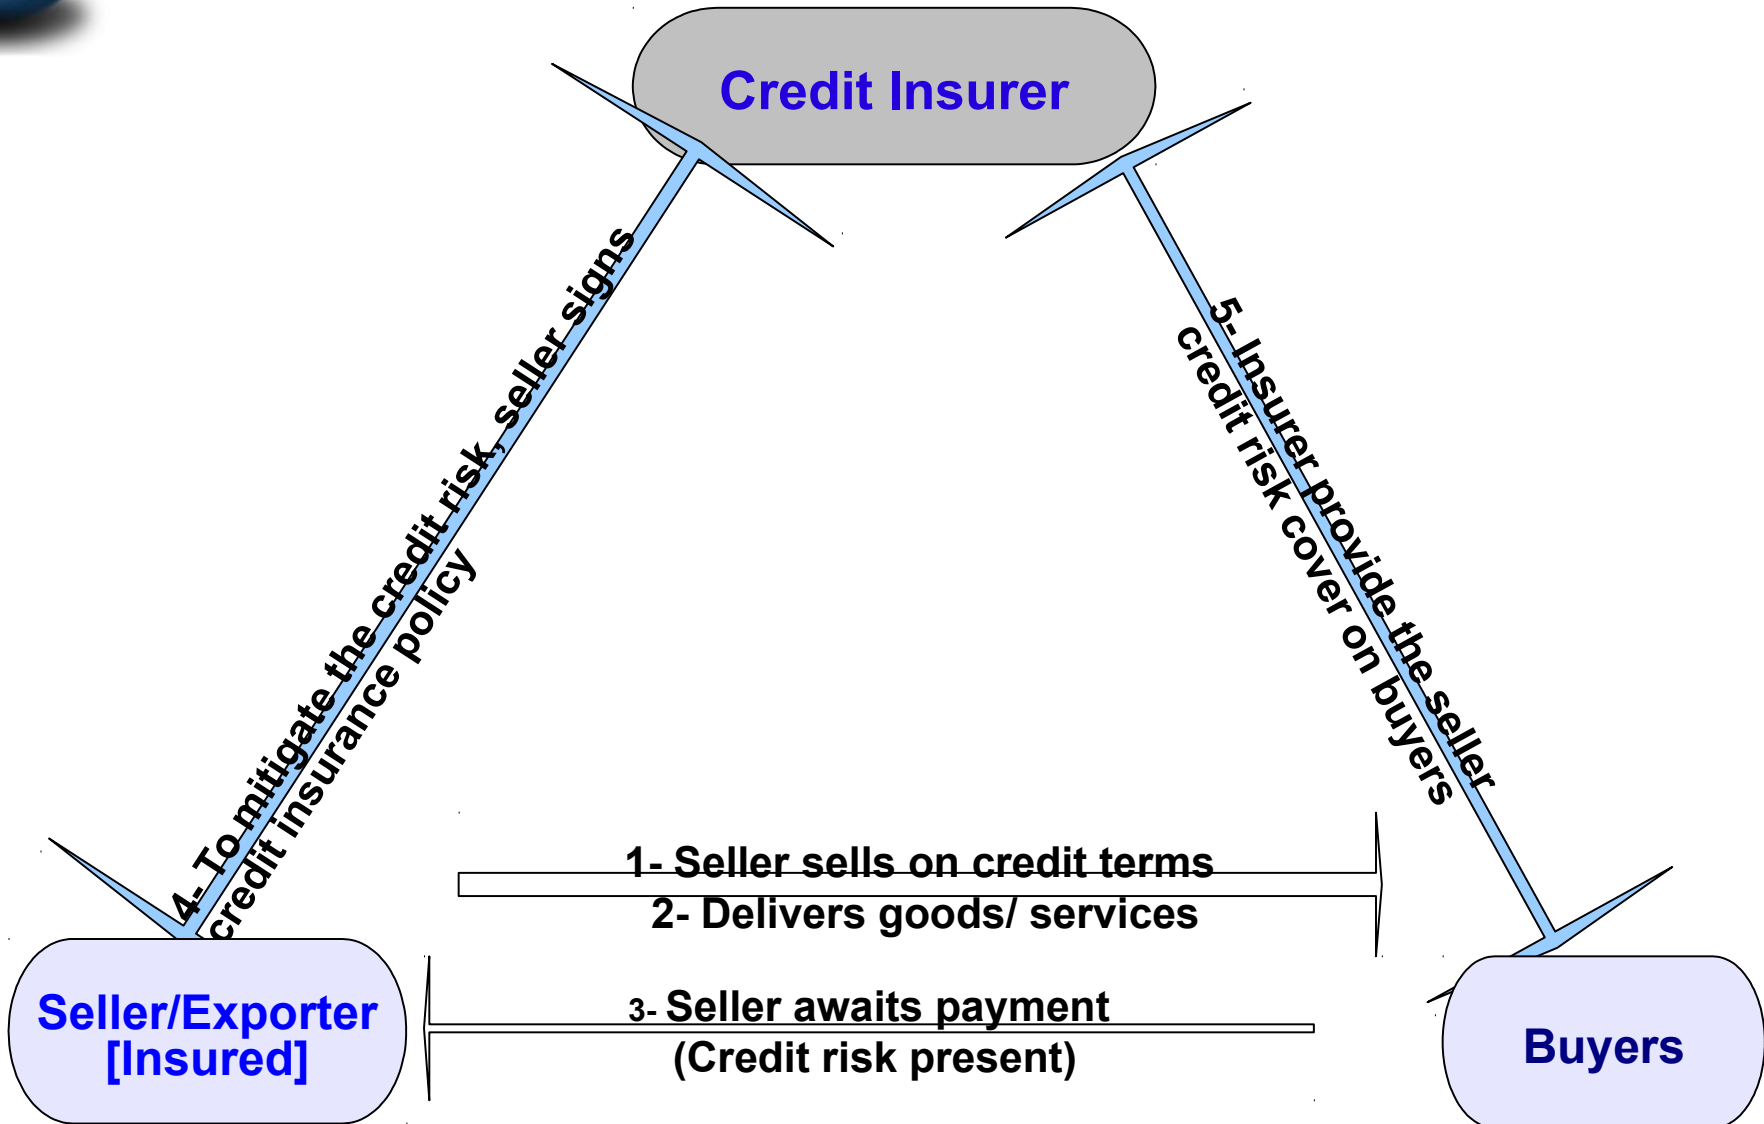 Credit Insurer
4- To mitigate the credit risk, seller signs
credit insurance policy
5- Insurer provide the seller
credit risk cover on buyers
1- Seller sells on credit terms
2- Delivers goods/ services
3- Seller awaits payment
(Credit risk present)
Seller/Exporter
[Insured]
Buyers